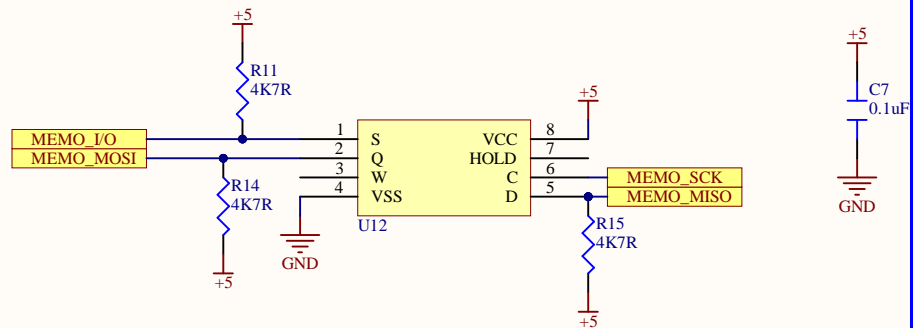 +5
R11
4K7R
MEMO_I/O
MEMO_MOSI
R14
4K7R
+5
GND
1
2
3
4
S
Q
W
VSS
VCC
HOLD
C
D
8
7
6
5
U12
+5
MEMO_SCK
MEMO_MISO
R15
4K7R
+5
+5
C7
0.1uF
GND